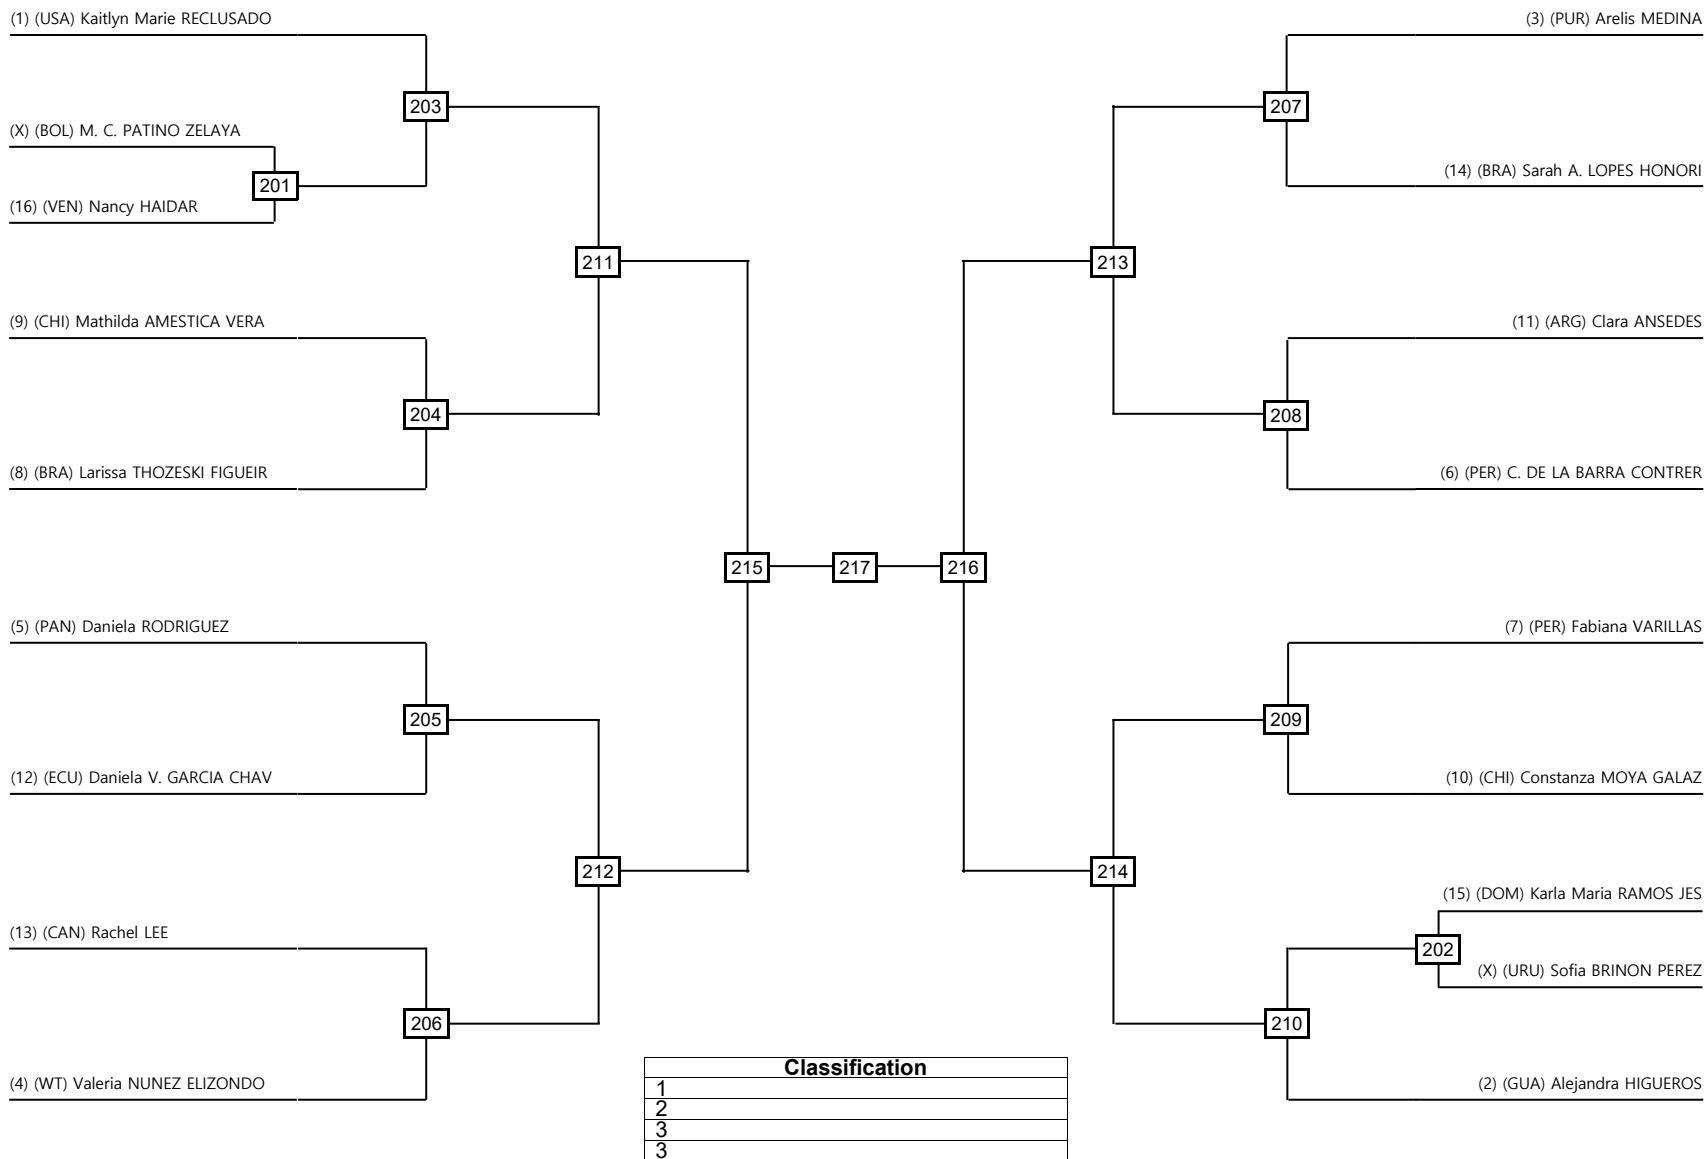 (1) (USA) Kaitlyn Marie RECLUSADO
(3) (PUR) Arelis MEDINA
203
207
(X) (BOL) M. C. PATINO ZELAYA
(14) (BRA) Sarah A. LOPES HONORI
201
(16) (VEN) Nancy HAIDAR
211
213
(9) (CHI) Mathilda AMESTICA VERA
(11) (ARG) Clara ANSEDES
204
208
(8) (BRA) Larissa THOZESKI FIGUEIR
(6) (PER) C. DE LA BARRA CONTRER
215
217
216
(5) (PAN) Daniela RODRIGUEZ
(7) (PER) Fabiana VARILLAS
205
209
(12) (ECU) Daniela V. GARCIA CHAV
(10) (CHI) Constanza MOYA GALAZ
212
214
(15) (DOM) Karla Maria RAMOS JES
(13) (CAN) Rachel LEE
202
(X) (URU) Sofia BRINON PEREZ
206
210
(4) (WT) Valeria NUNEZ ELIZONDO
(2) (GUA) Alejandra HIGUEROS
Classification
1
2
3
3